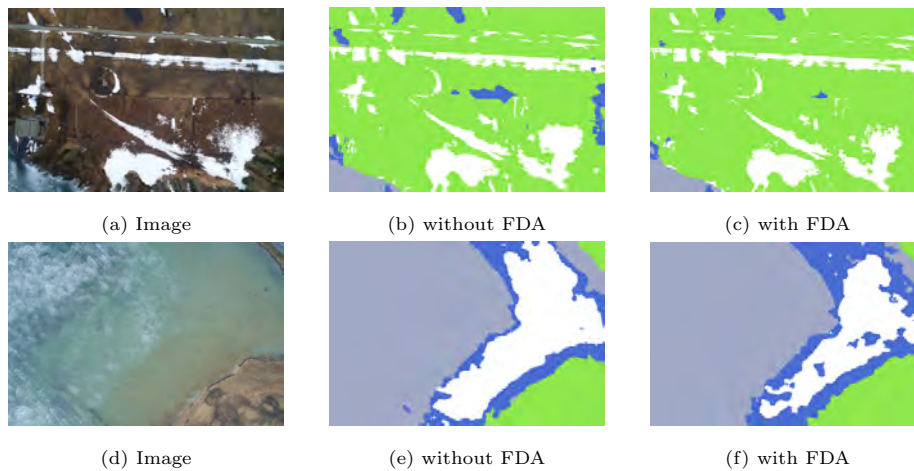 (a) Image
(b) without FDA
(c) with FDA
(d) Image
(e) without FDA
(f) with FDA